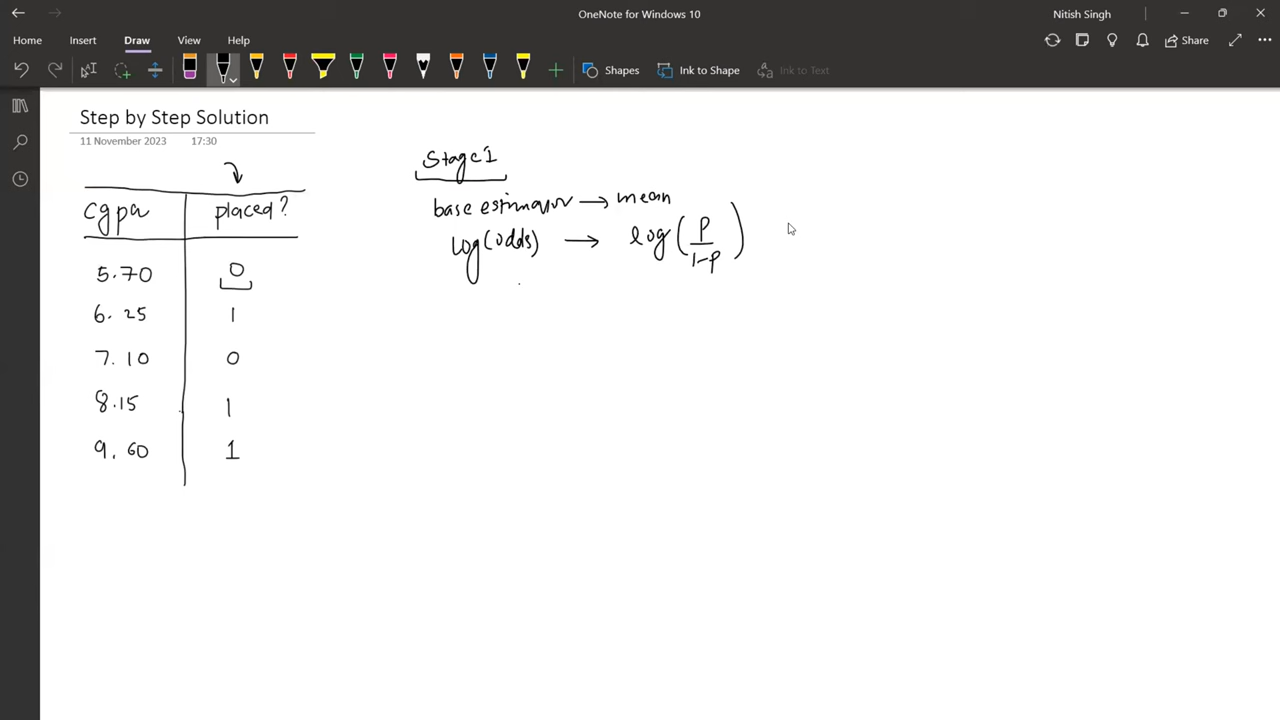 OneNote for Windows 10
Nitish Singh
Home Insert Draw View Help
Share
Shapes
Ink to Shape
Ink to Text
Step by Step Solution
11 November 2023 17:30
cgpa placed?
5.70 0
6.25 1
7.10 0
8.15 1
9.60 1
Stage 1
base estimator → mean
log(odds) → log(p/1-p)